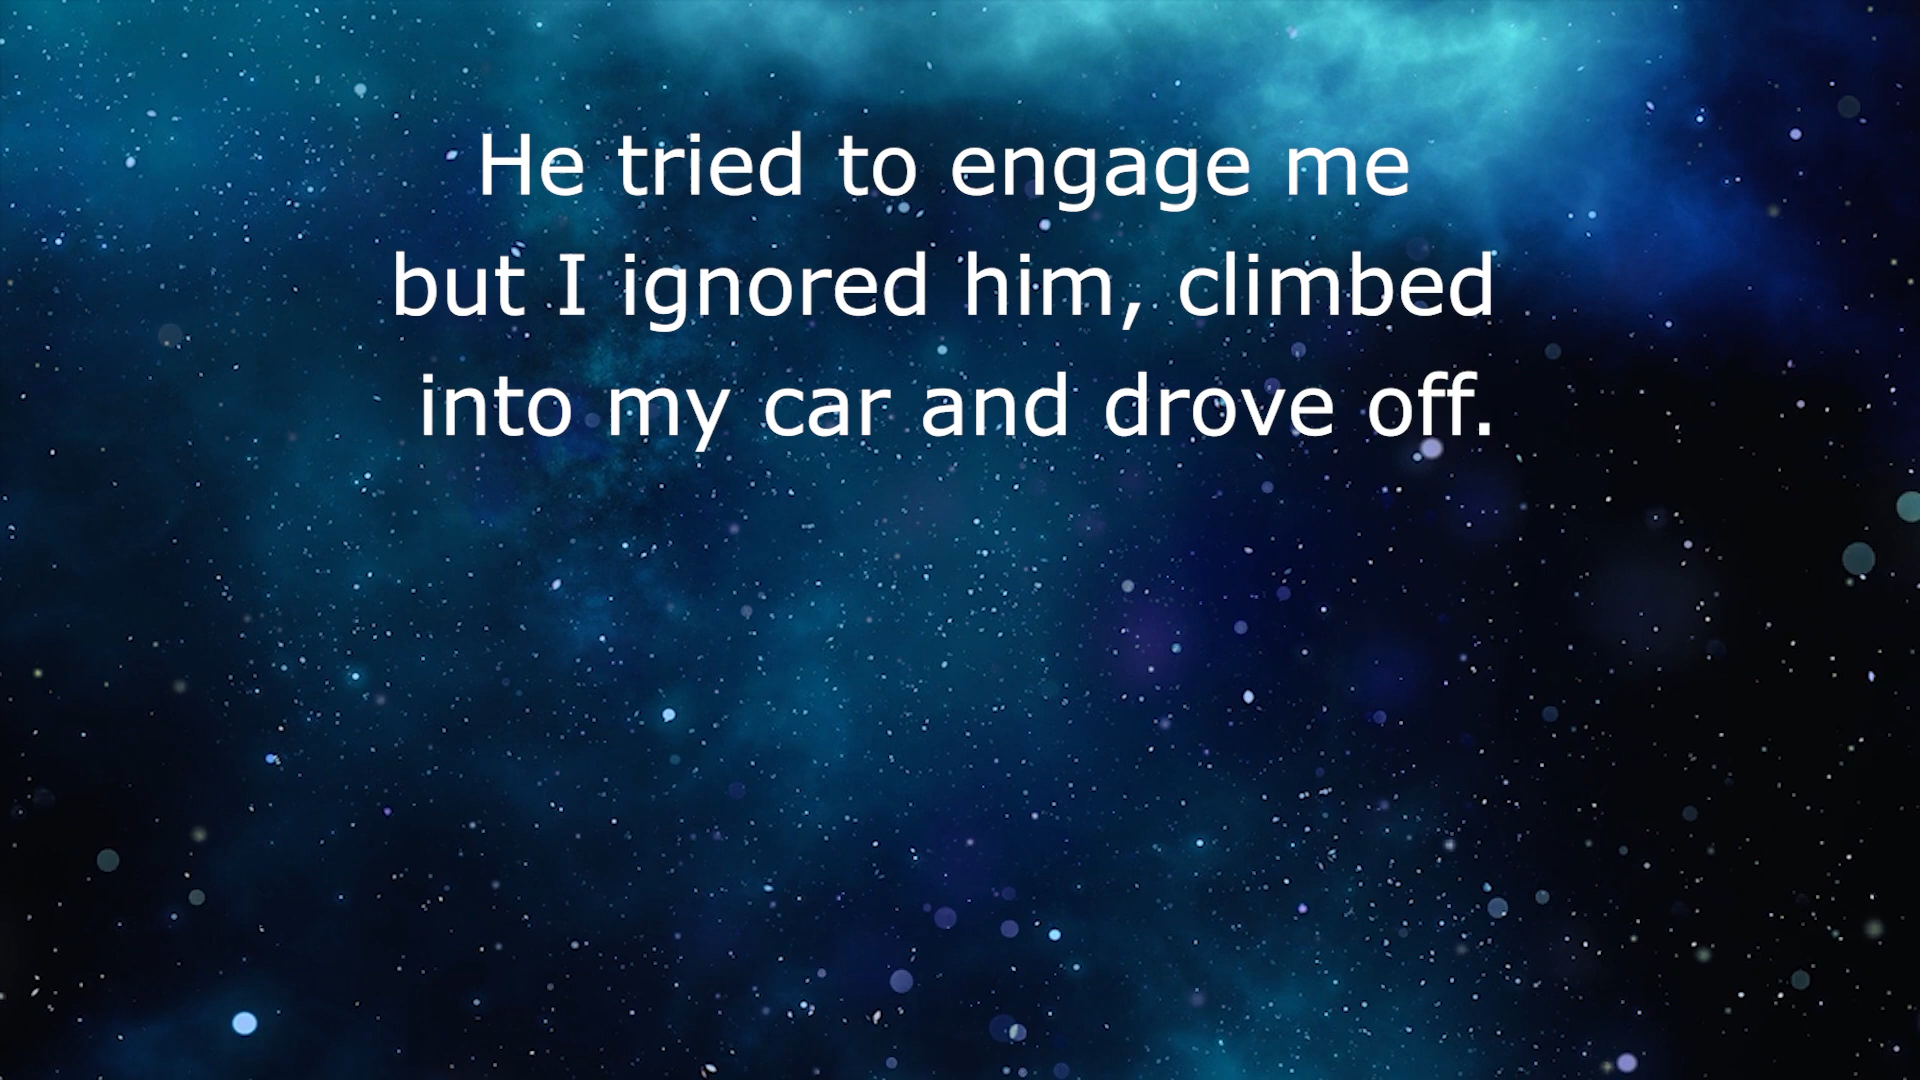 He tried to engage me
but I ignored him, climbed
into my car and drove off.